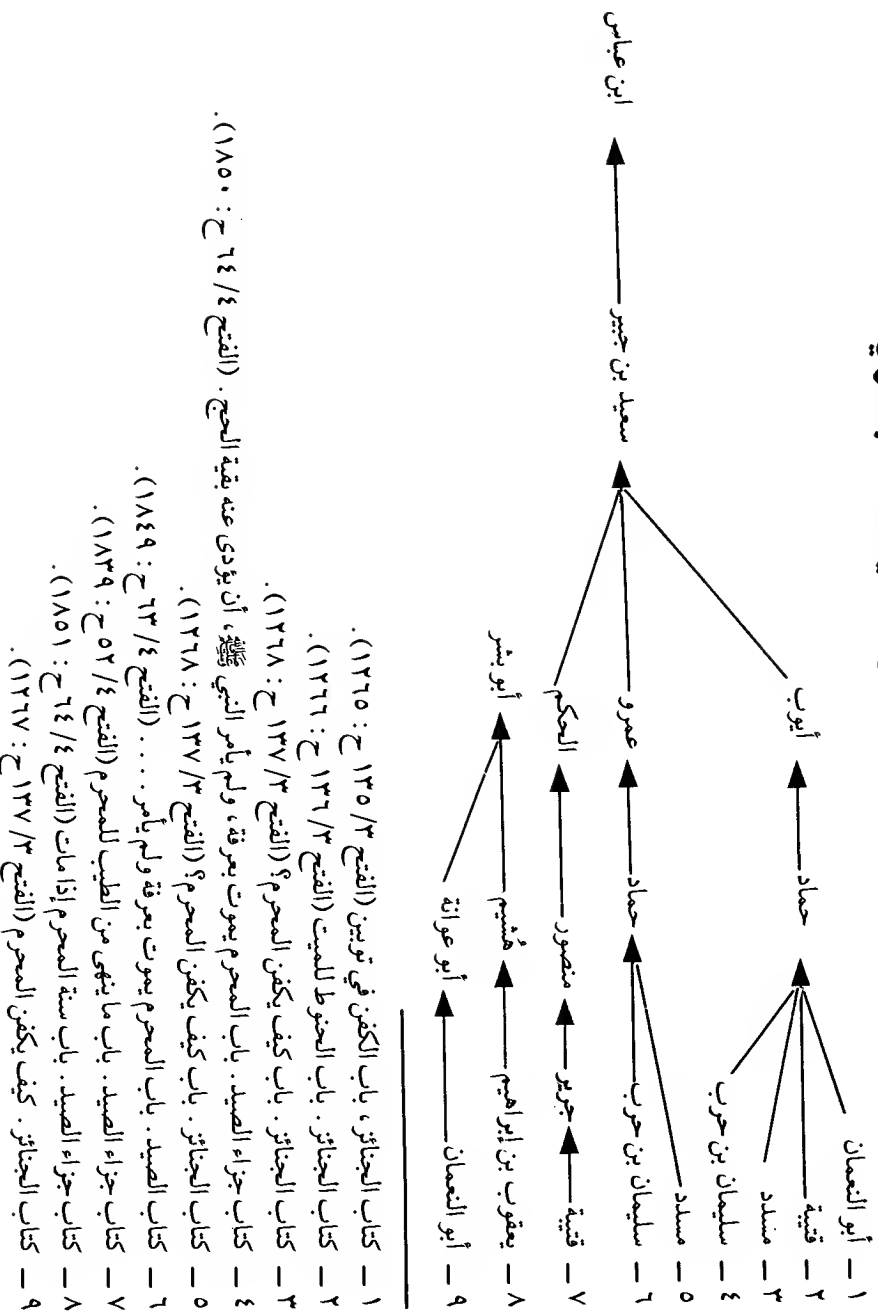 ١ - أبو النعمان
٢ - قتيبة
٣ - مسدد
٤ - سليمان بن حرب
حماد
أيوب
٥ - مسدد
٦ - سليمان بن حرب
حماد
عمرو
٧ - قتيبة
جرير
منصور
الحكم
سعيد بن جبير
ابن عباس
٨ - يعقوب بن إبراهيم
هُشيم
أبو بشر
٩ - أبو النعمان
أبو عوانة
١ - كتاب الجنائز، باب الكفن في ثوبين (الفتح ١٣٥/٣ ح: ١٢٦٥).
٢ - كتاب الجنائز. باب الحنوط للميت (الفتح ١٣٦/٣ ح: ١٢٦٦).
٣ - كتاب الجنائز. باب كيف يكفن المحرم؟ (الفتح ١٣٧/٣ ح: ١٢٦٨).
٤ - كتاب جزاء الصيد. باب المحرم يموت بعرفة، ولم يأمر النبي ﷺ، أن يؤدى عنه بقية الحج. (الفتح ٦٤/٤ ح: ١٨٥٠).
٥ - كتاب الجنائز. باب كيف يكفن المحرم؟ (الفتح ١٣٧/٣ ح: ١٢٦٨).
٦ - كتاب الصيد. باب المحرم يموت بعرفة ولم يأمر .... (الفتح ٦٣/٤ ح: ١٨٤٩).
٧ - كتاب جزاء الصيد. باب ما ينهى من الطيب للمحرم (الفتح ٥٢/٤ ح: ١٨٣٩).
٨ - كتاب جزاء الصيد. باب سنة المحرم إذا مات (الفتح ٦٤/٤ ح: ١٨٥١).
٩ - كتاب الجنائز. كيف يكفن المحرم (الفتح ١٣٧/٣ ح: ١٢٦٧).